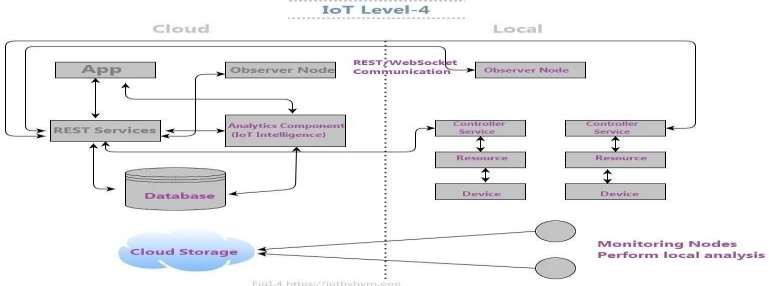 IoT Level-4
Cloud
Local
App
Observer Node
REST/WebSocket
Communication
Observer Node
REST Services
Analytics Component
(IoT Intelligence)
Controller
Service
Controller
Service
Resource
Resource
Database
Device
Device
Cloud Storage
Monitoring Nodes
Perform local analysis